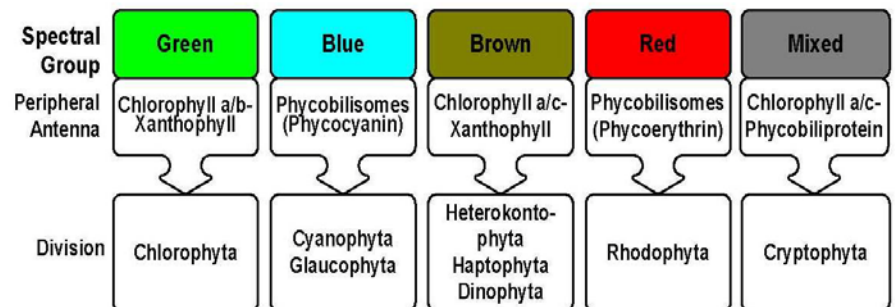 Spectral Group
Green
Blue
Brown
Red
Mixed
Peripheral Antenna
Chlorophyll a/b-
Xanthophyll
Phycobilisomes
(Phycocyanin)
Chlorophyll a/c-
Xanthophyll
Phycobilisomes
(Phycoerythrin)
Chlorophyll a/c-
Phycobiliprotein
Division
Chlorophyta
Cyanophyta
Glaucophyta
Heterokonto-
phyta
Haptophyta
Dinophyta
Rhodophyta
Cryptophyta